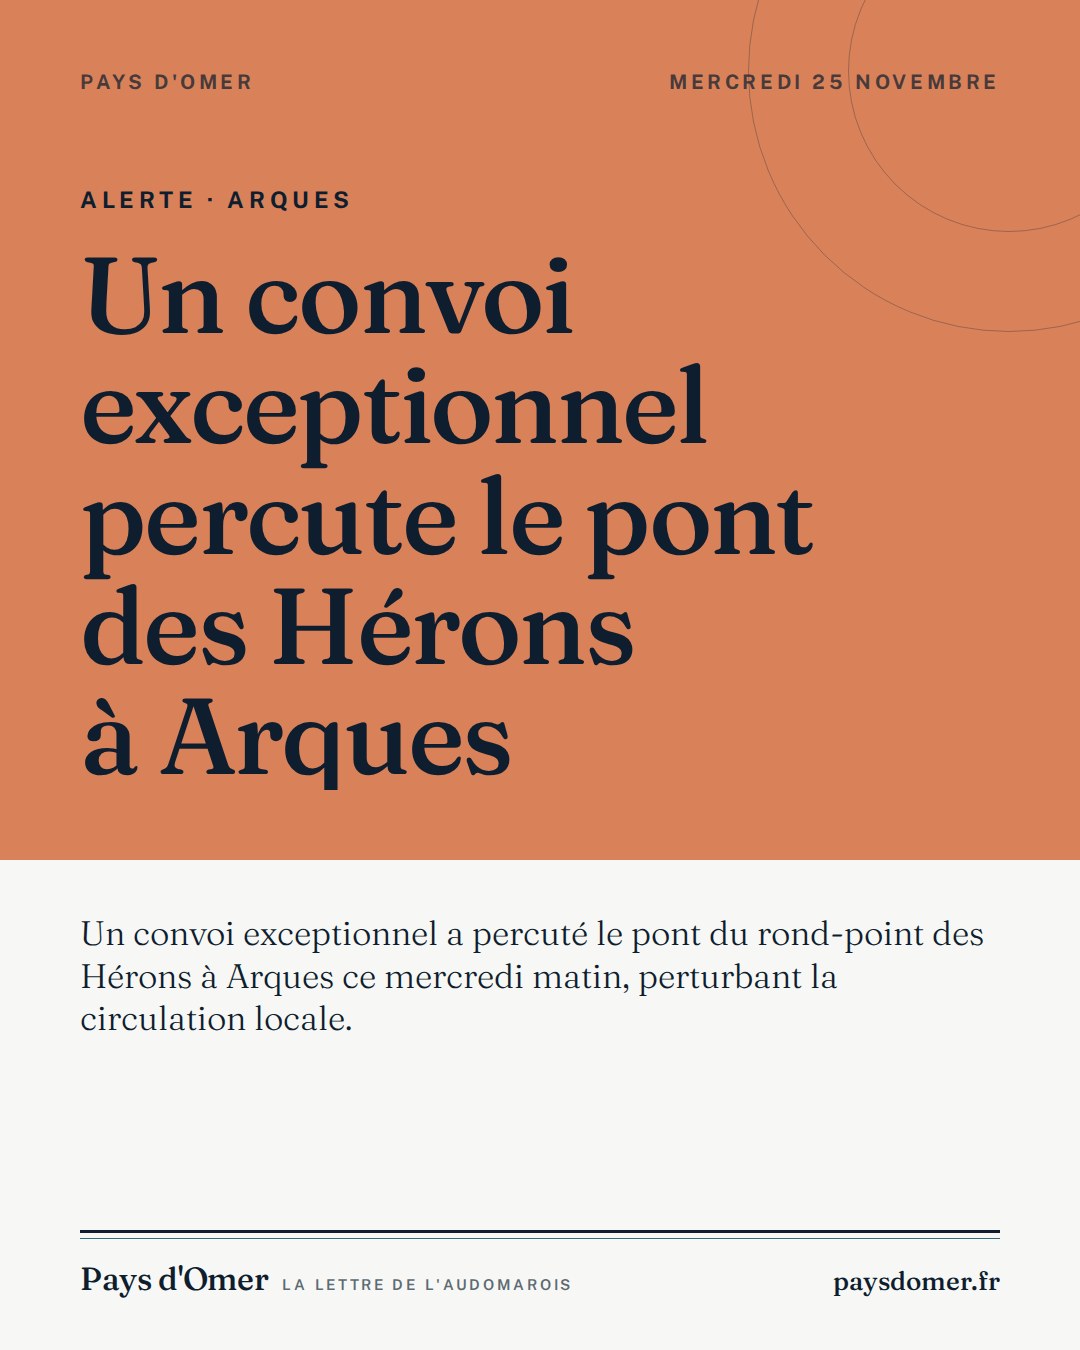 PAYS D'OMER
MERCREDI 25 NOVEMBRE
ALERTE · ARQUES
Un convoi
exceptionnel
percute le pont
des Hérons
à Arques
Un convoi exceptionnel a percuté le pont du rond-point des
Hérons à Arques ce mercredi matin, perturbant la
circulation locale.
Pays d'Omer LA LETTRE DE L'AUDOMAROIS
paysdomer.fr